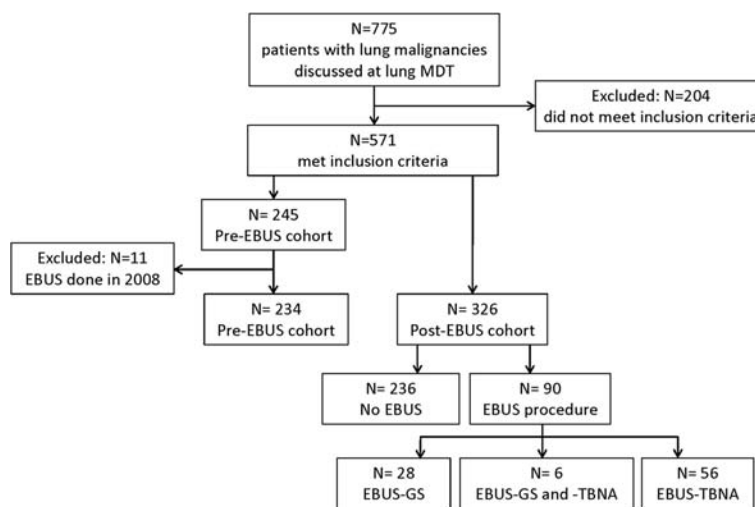 N=775
patients with lung malignancies
discussed at lung MDT
Excluded: N=204
did not meet inclusion criteria
N=571
met inclusion criteria
N= 245
Pre-EBUS cohort
Excluded: N=11
EBUS done in 2008
N= 234
Pre-EBUS cohort
N= 326
Post-EBUS cohort
N= 236
No EBUS
N= 90
EBUS procedure
N= 28
EBUS-GS
N= 6
EBUS-GS and -TBNA
N= 56
EBUS-TBNA